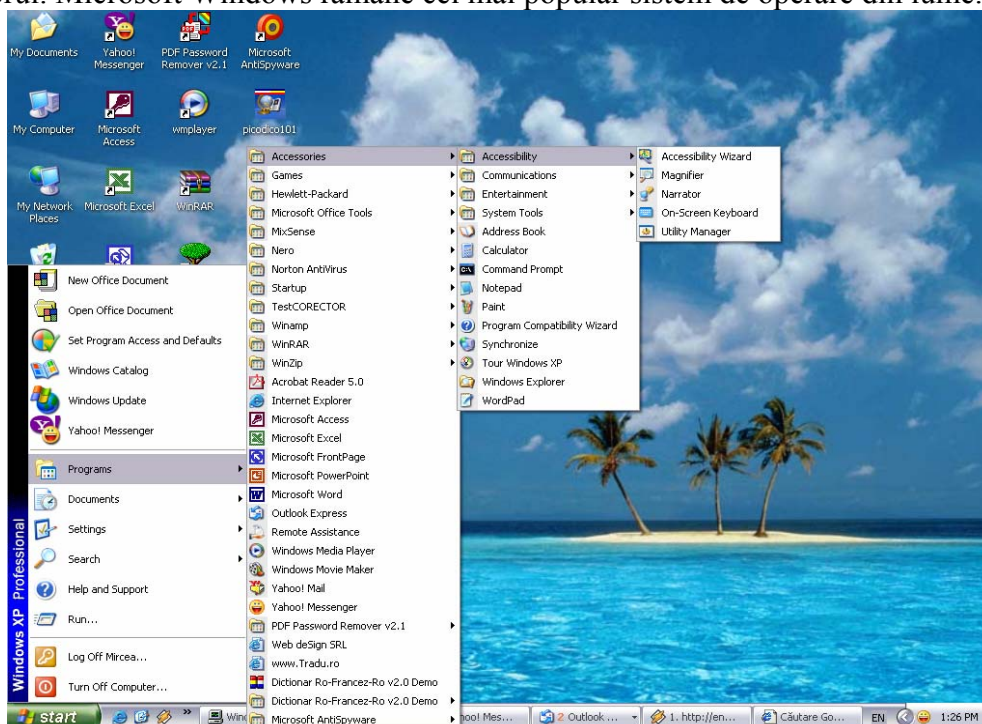 Microsoft Windows rămâne cel mai popular sistem de operare din lume.
My Documents
Yahoo! Messenger
PDF Password Remover v2.1
Microsoft AntiSpyware
My Computer
Microsoft Access
wmplayer
picodico101
My Network Places
Microsoft Excel
WinRAR
New Office Document
Open Office Document
Set Program Access and Defaults
Windows Catalog
Windows Update
Yahoo! Messenger
Programs
Documents
Settings
Search
Help and Support
Run...
Log Off Mircea...
Turn Off Computer...
Windows XP Professional
Accessories
Games
Hewlett-Packard
Microsoft Office Tools
MixSense
Nero
Norton AntiVirus
Startup
TestCORECTOR
Winamp
WinRAR
WinZip
Acrobat Reader 5.0
Internet Explorer
Microsoft Access
Microsoft Excel
Microsoft FrontPage
Microsoft PowerPoint
Microsoft Word
Outlook Express
Remote Assistance
Windows Media Player
Windows Movie Maker
Yahoo! Mail
Yahoo! Messenger
PDF Password Remover v2.1
Web deSign SRL
www.Tradu.ro
Dictionar Ro-Francez-Ro v2.0 Demo
Dictionar Ro-Francez-Ro v2.0 Demo
Microsoft AntiSpyware
Accessibility
Communications
Entertainment
System Tools
Address Book
Calculator
Command Prompt
Notepad
Paint
Program Compatibility Wizard
Synchronize
Tour Windows XP
Windows Explorer
WordPad
Accessibility Wizard
Magnifier
Narrator
On-Screen Keyboard
Utility Manager
start
2 Outlook ...
1. http://en...
Căutare Go...
EN
1:26 PM